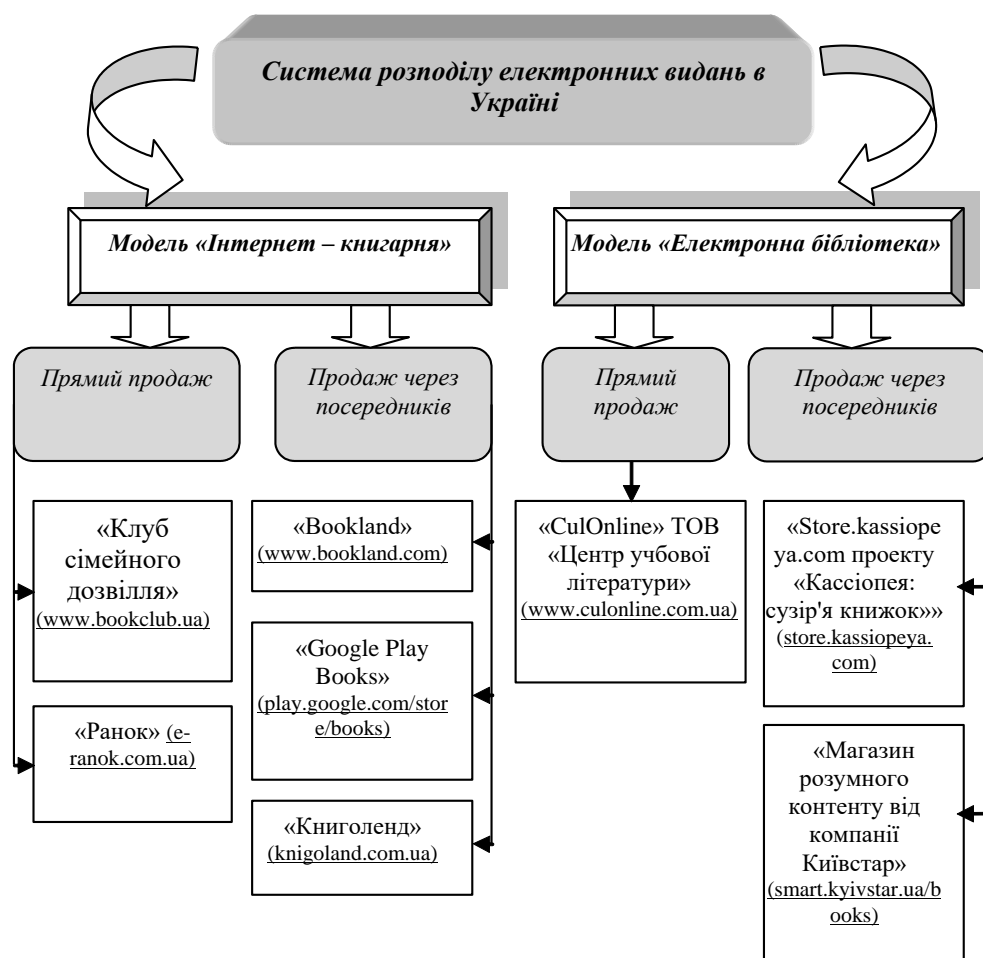 Система розподілу електронних видань в
Україні
Модель «Інтернет – книгарня»
Модель «Електронна бібліотека»
Прямий продаж
Продаж через
посередників
Прямий
продаж
Продаж через
посередників
«Клуб
сімейного
дозвілля»
(www.bookclub.ua)
«Ранок» (e-
ranok.com.ua)
«Bookland»
(www.bookland.com)
«Google Play
Books»
(play.google.com/stor
e/books)
«Книголенд»
(knigoland.com.ua)
«CulOnline» ТОВ
«Центр учбової
літератури»
(www.culonline.com.ua)
«Store.kassiope
ya.com проекту
«Кассіопея:
сузір'я книжок»»
(store.kassiopeya.
com)
«Магазин
розумного
контенту від
компанії
Київстар»
(smart.kyivstar.ua/b
ooks)